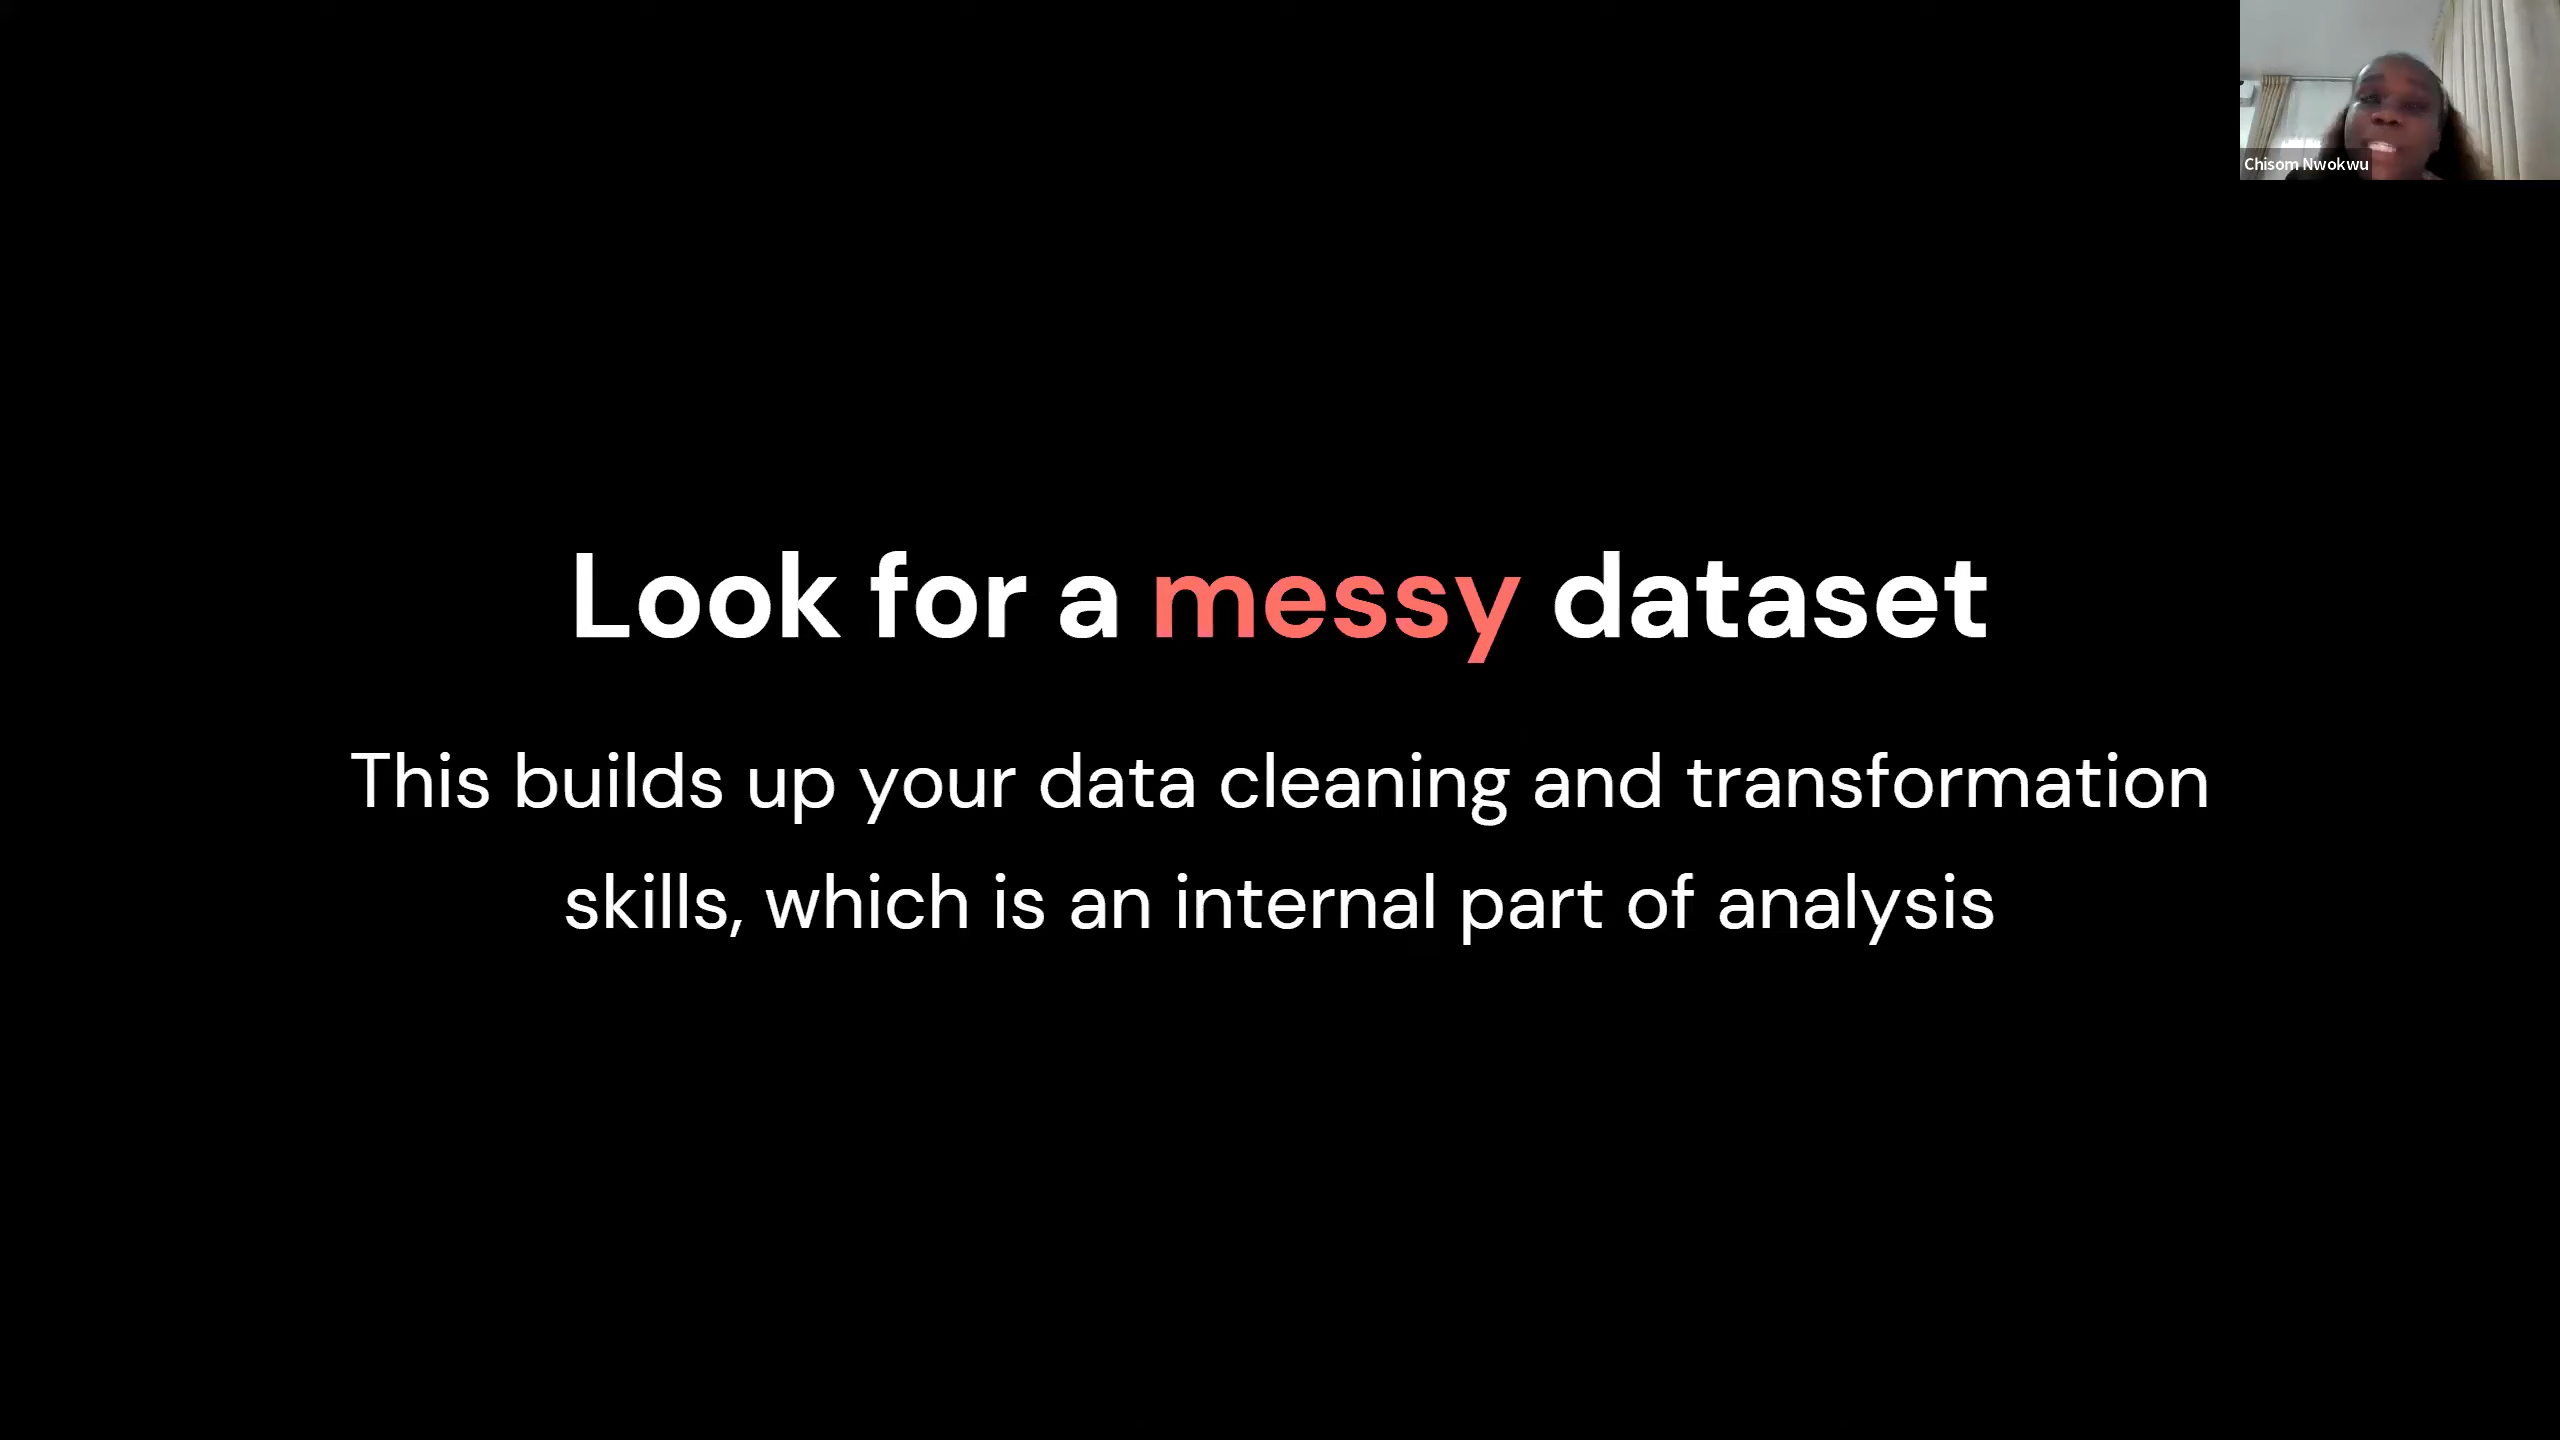 Chisom Nwokwu
Look for a messy dataset
This builds up your data cleaning and transformation
skills, which is an internal part of analysis